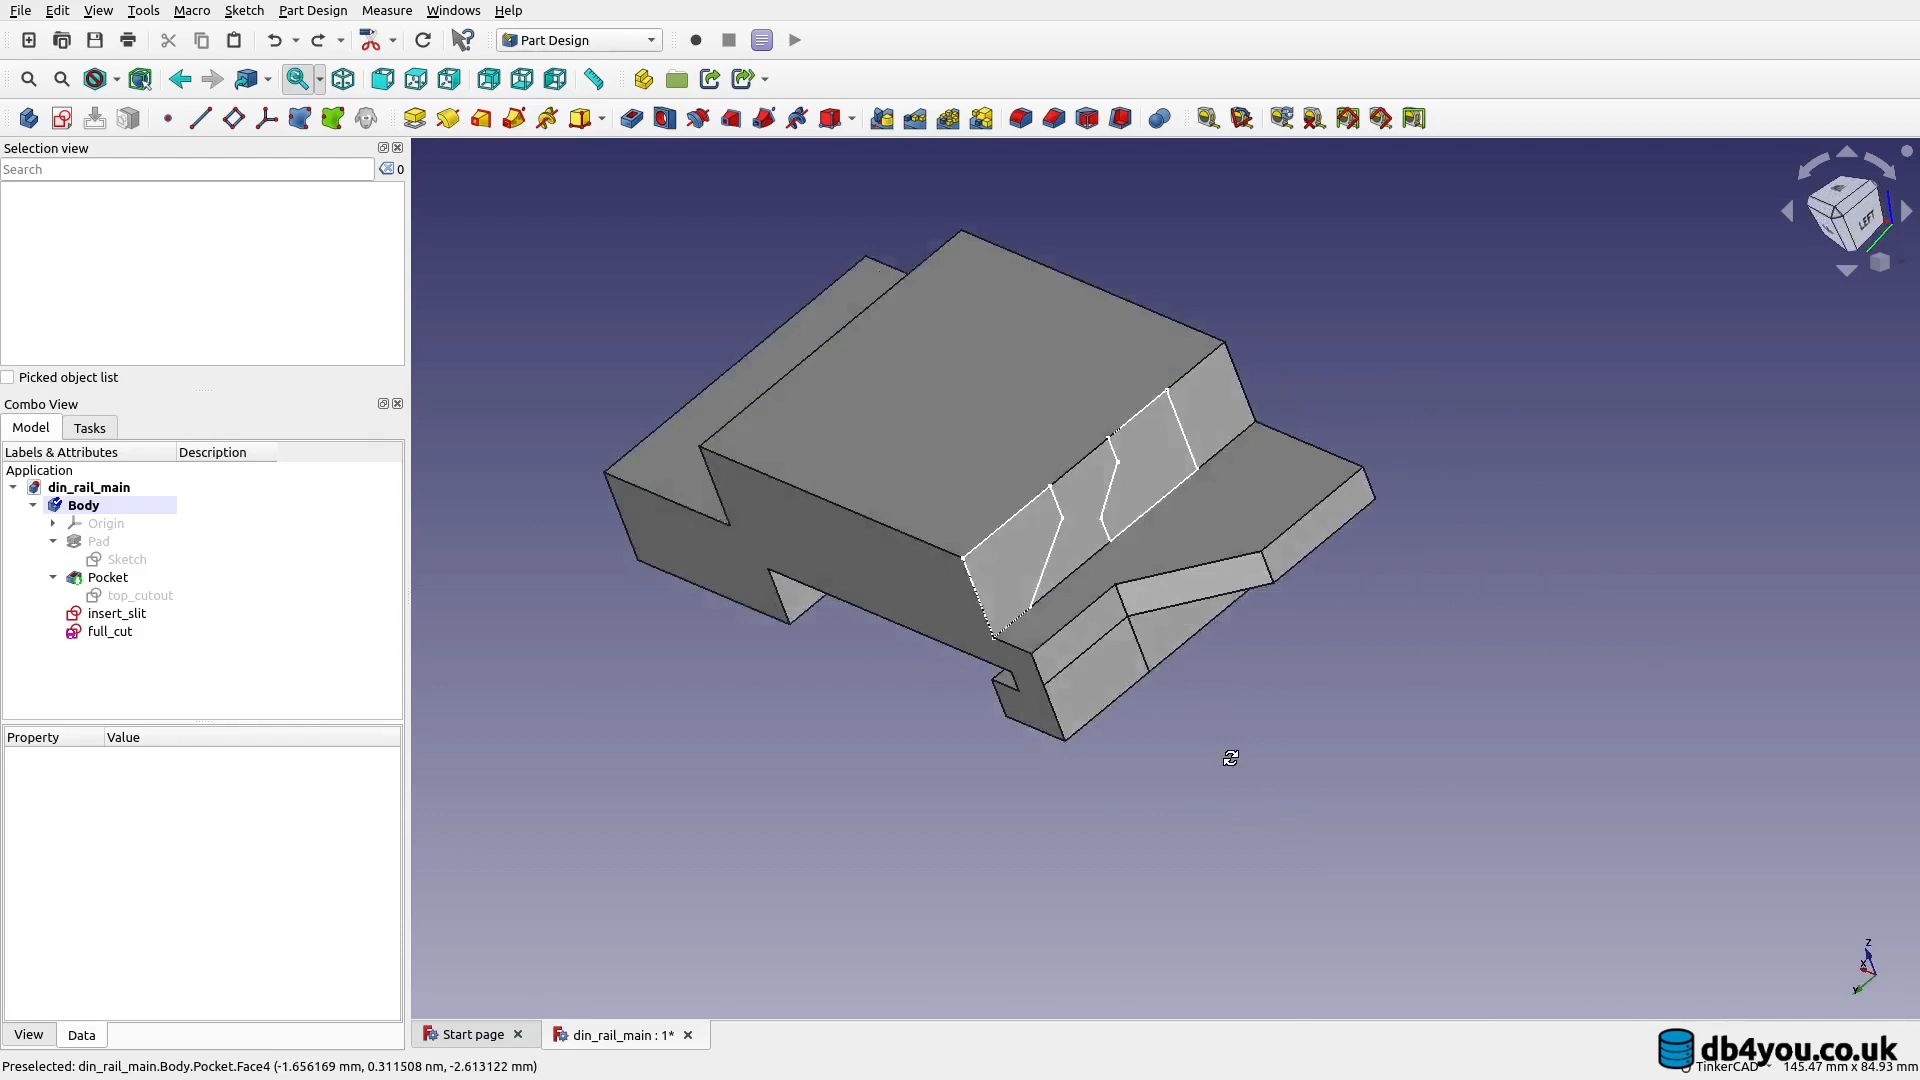 File Edit View Tools Macro Sketch Part Design Measure Windows Help
Part Design
Selection view
Search
0
Picked object list
Combo View
Model Tasks
Labels & Attributes Description
Application
din_rail_main
Body
Origin
Pad
Sketch
Pocket
top_cutout
insert_slit
full_cut
Property Value
LEFT
Z
X
Y
View Data
Start page din_rail_main : 1*
db4you.co.uk
Preselected: din_rail_main.Body.Pocket.Face4 (-1.656169 mm, 0.311508 nm, -2.613122 mm)
TinkerCAD 145.47 mm x 84.93 mm